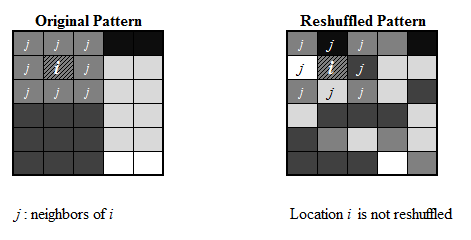 Original Pattern
j j j
j i j
j j j
j : neighbors of i
Reshuffled Pattern
j j j
j i j
j j j
Location i is not reshuffled